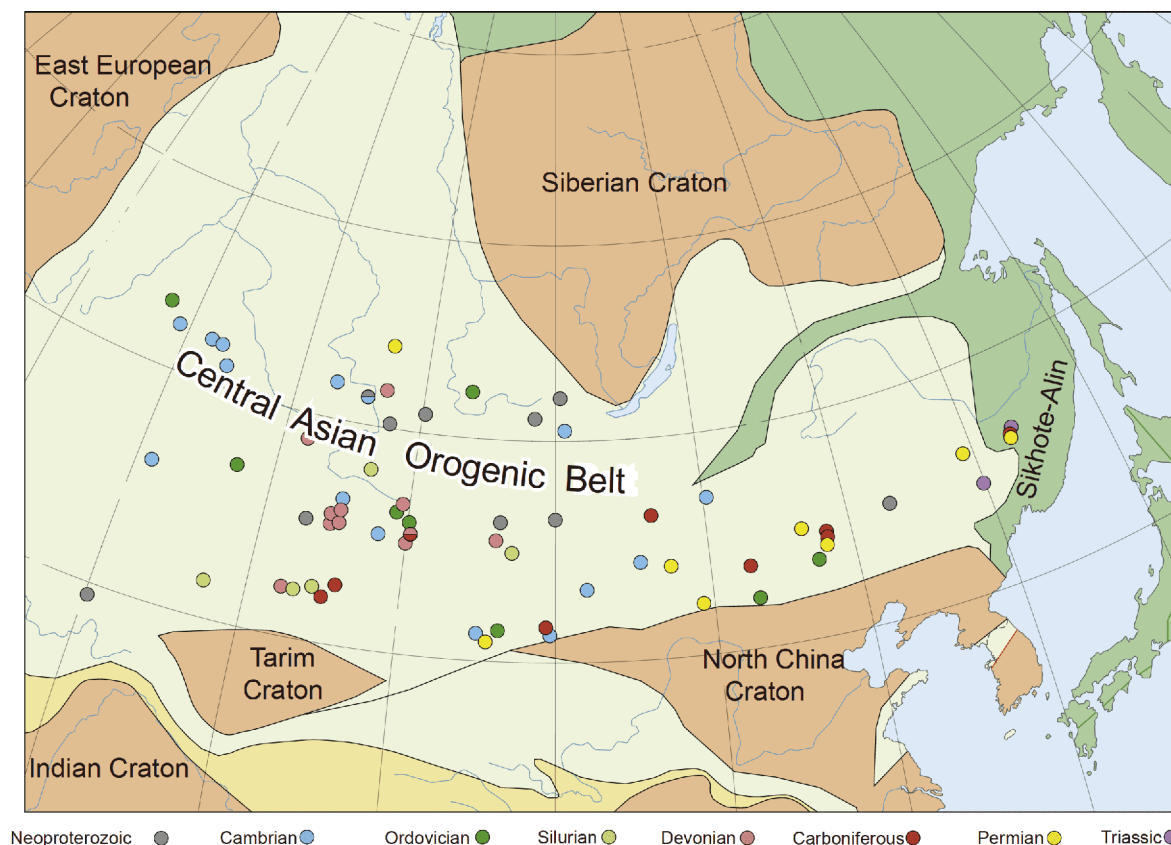 East European
Craton
Siberian Craton
Central Asian Orogenic Belt
Sikhote-Alin
Tarim
Craton
North China
Craton
Indian Craton
Neoproterozoic Cambrian Ordovician Silurian Devonian Carboniferous Permian Triassic